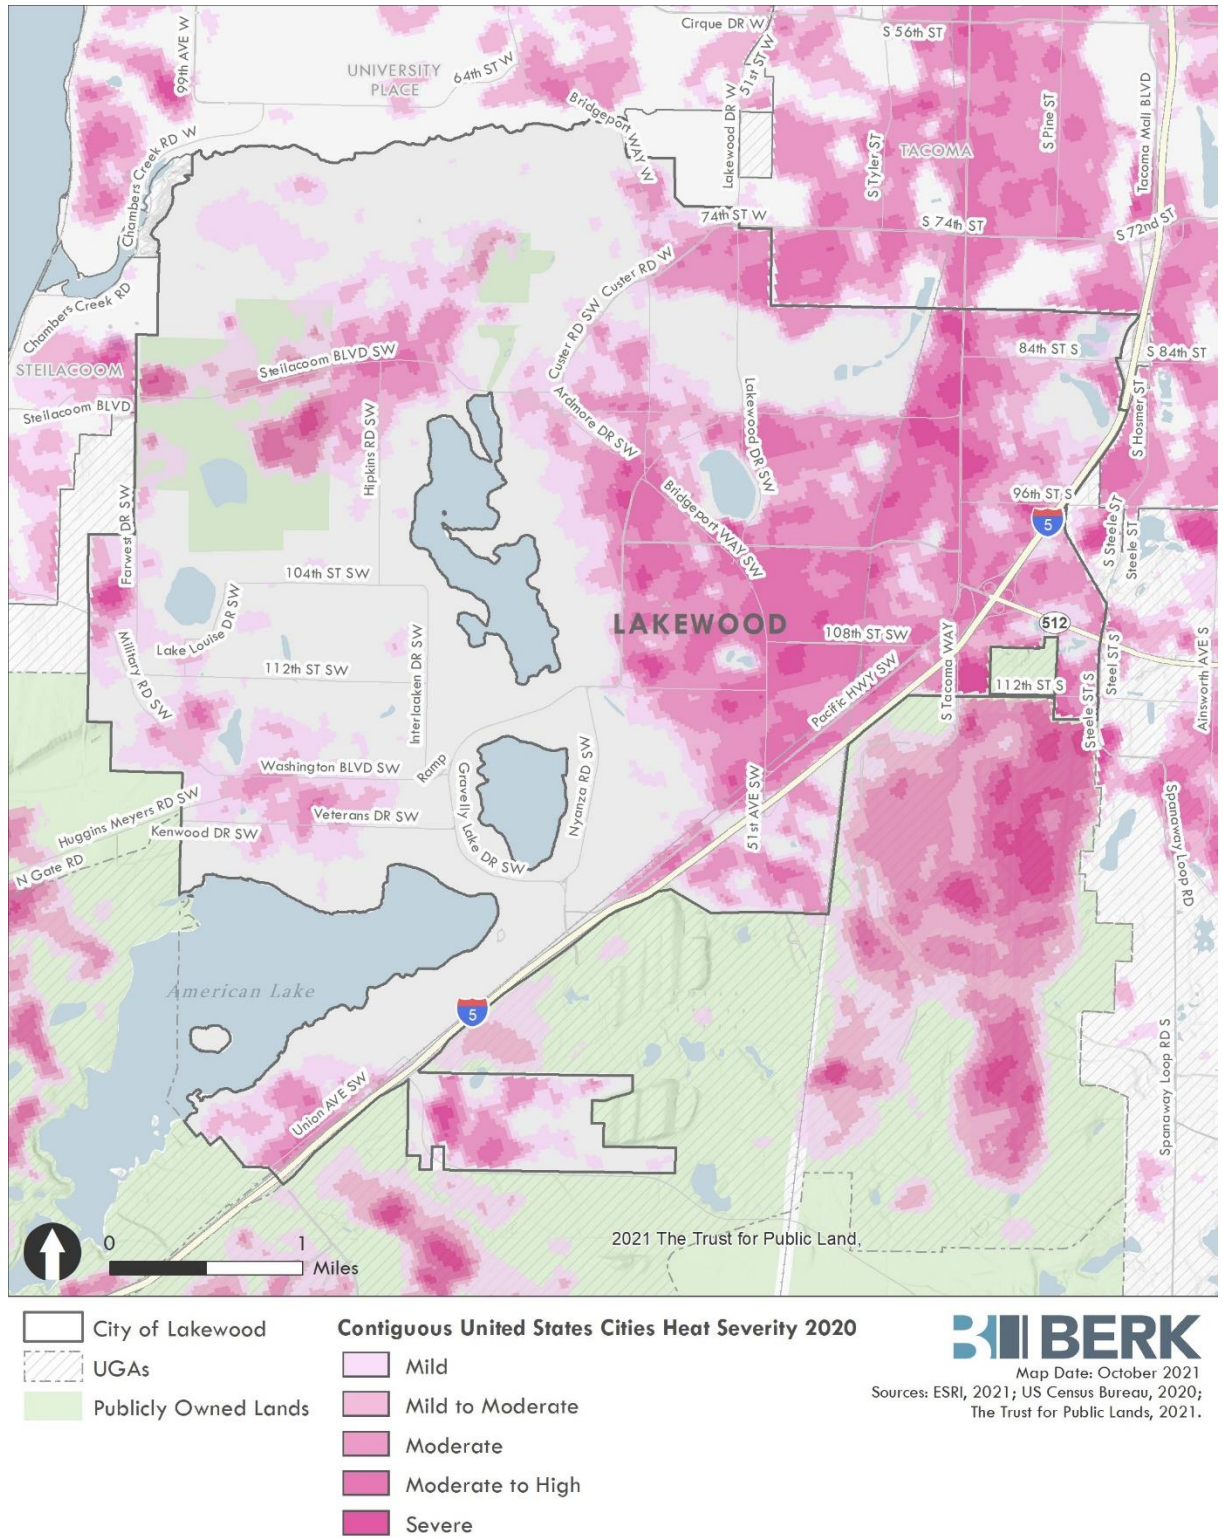 Cirque DR W
S 56th ST
99th AVE W
UNIVERSITY
PLACE
64th ST W
51st ST W
Bridgeport WAY W
Lakewood DR W
S Tyler ST
S Pine ST
Tacoma Mall BLVD
TACOMA
Chambers Creek RD W
74th ST W
S 74th ST
S 72nd ST
Chambers Creek RD
Custer RD W
Custer RD SW
STEILACOOM
Steilacoom BLVD SW
84th ST S
S 84th ST
Steilacoom BLVD
Ardmore DR SW
Lakewood DR SW
S Hosmer ST
Hipkins RD SW
Bridgeport WAY SW
96th ST S
5
S Steele ST
Steele ST
Farwest DR SW
104th ST SW
Lake Louise DR SW
LAKEWOOD
108th ST SW
512
Military RD SW
112th ST SW
Interlaaken DR SW
Pacific HWY SW
S Tacoma WAY
112th ST S
Steel ST S
Steele ST S
Ainsworth AVE S
Washington BLVD SW
Ramp
Gravelly Lake DR SW
Nyanza RD SW
51st AVE SW
Huggins Meyers RD SW
Veterans DR SW
Kenwood DR SW
N Gate RD
Spanaway Loop RD
American Lake
5
Union AVE SW
Spanaway Loop RD S
2021 The Trust for Public Land,
0 1
Miles
City of Lakewood
UGAs
Publicly Owned Lands
Contiguous United States Cities Heat Severity 2020
Mild
Mild to Moderate
Moderate
Moderate to High
Severe
BERK
Map Date: October 2021
Sources: ESRI, 2021; US Census Bureau, 2020;
The Trust for Public Lands, 2021.